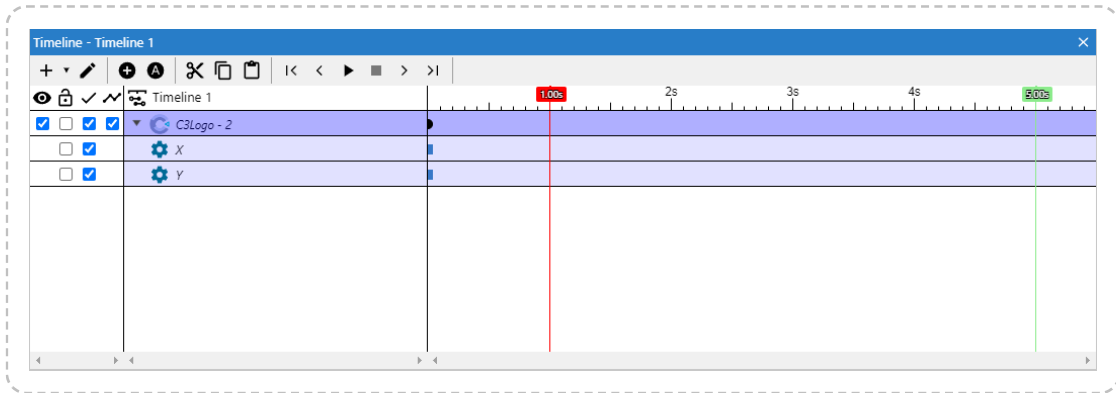 Timeline - Timeline 1
Timeline 1
1.00s 2s 3s 4s 5.00s
C3Logo - 2
X
Y